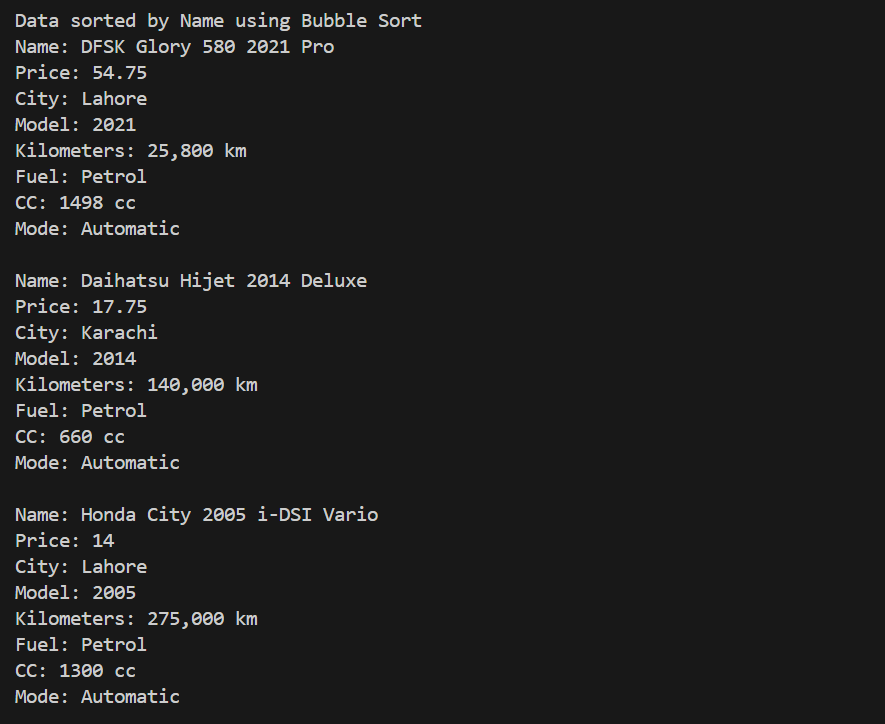 Data sorted by Name using Bubble Sort
Name: DFSK Glory 580 2021 Pro
Price: 54.75
City: Lahore
Model: 2021
Kilometers: 25,800 km
Fuel: Petrol
CC: 1498 cc
Mode: Automatic

Name: Daihatsu Hijet 2014 Deluxe
Price: 17.75
City: Karachi
Model: 2014
Kilometers: 140,000 km
Fuel: Petrol
CC: 660 cc
Mode: Automatic

Name: Honda City 2005 i-DSI Vario
Price: 14
City: Lahore
Model: 2005
Kilometers: 275,000 km
Fuel: Petrol
CC: 1300 cc
Mode: Automatic